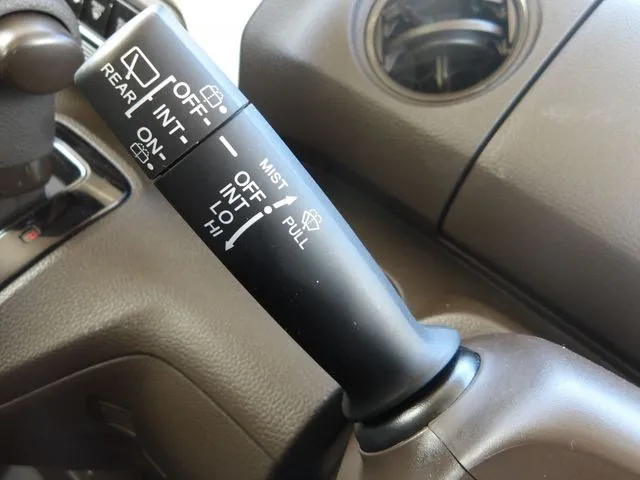 REAR
OFF-
INT-
ON-
MIST
OFF
INT
LO
HI
PULL